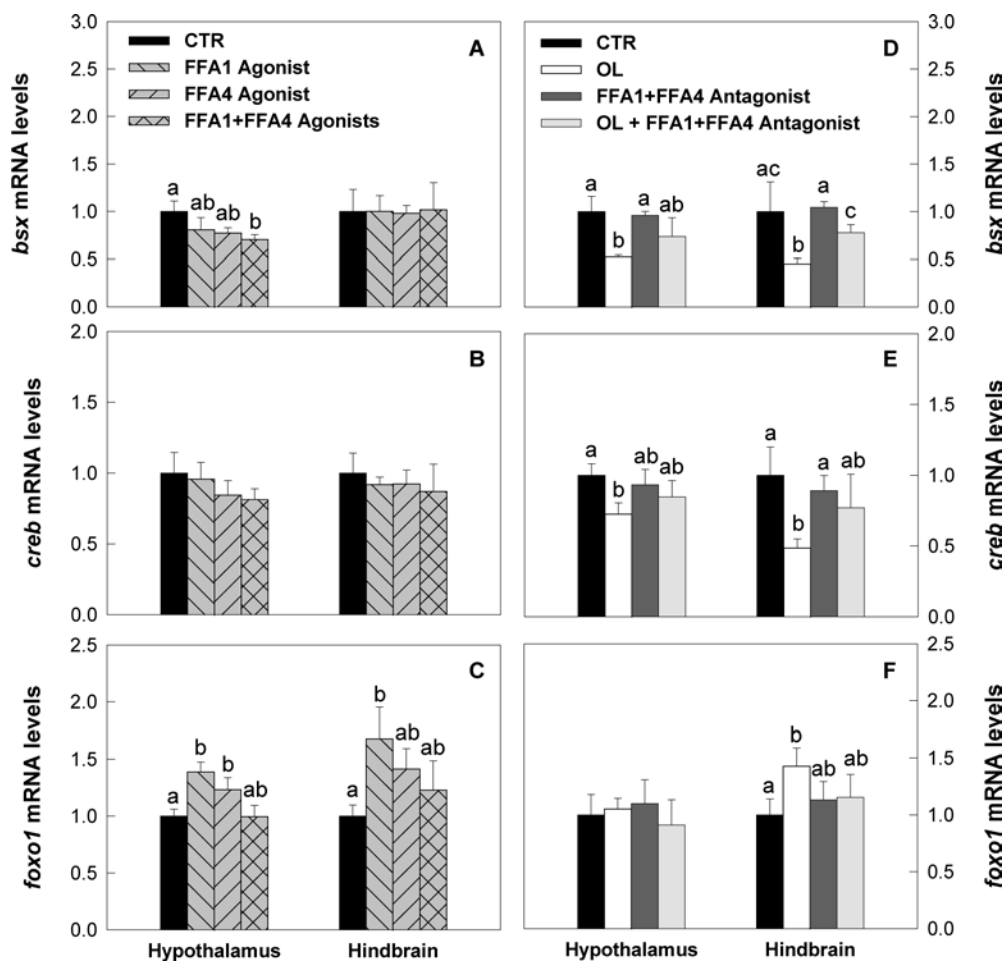 bsx mRNA levels
3.0
2.5
2.0
1.5
1.0
0.5
0.0
CTR
FFA1 Agonist
FFA4 Agonist
FFA1+FFA4 Agonists
A
a
ab
ab
b
D
CTR
OL
FFA1+FFA4 Antagonist
OL + FFA1+FFA4 Antagonist
a
b
a
ab
ac
b
a
c
3.0
2.5
2.0
1.5
1.0
0.5
0.0
bsx mRNA levels
creb mRNA levels
2.0
1.5
1.0
0.5
0.0
B
E
a
b
ab
ab
a
b
a
ab
2.0
1.5
1.0
0.5
0.0
creb mRNA levels
foxo1 mRNA levels
2.5
2.0
1.5
1.0
0.5
0.0
C
a
b
b
ab
a
b
ab
ab
Hypothalamus
Hindbrain
F
a
b
ab
ab
2.5
2.0
1.5
1.0
0.5
0.0
foxo1 mRNA levels
Hypothalamus
Hindbrain